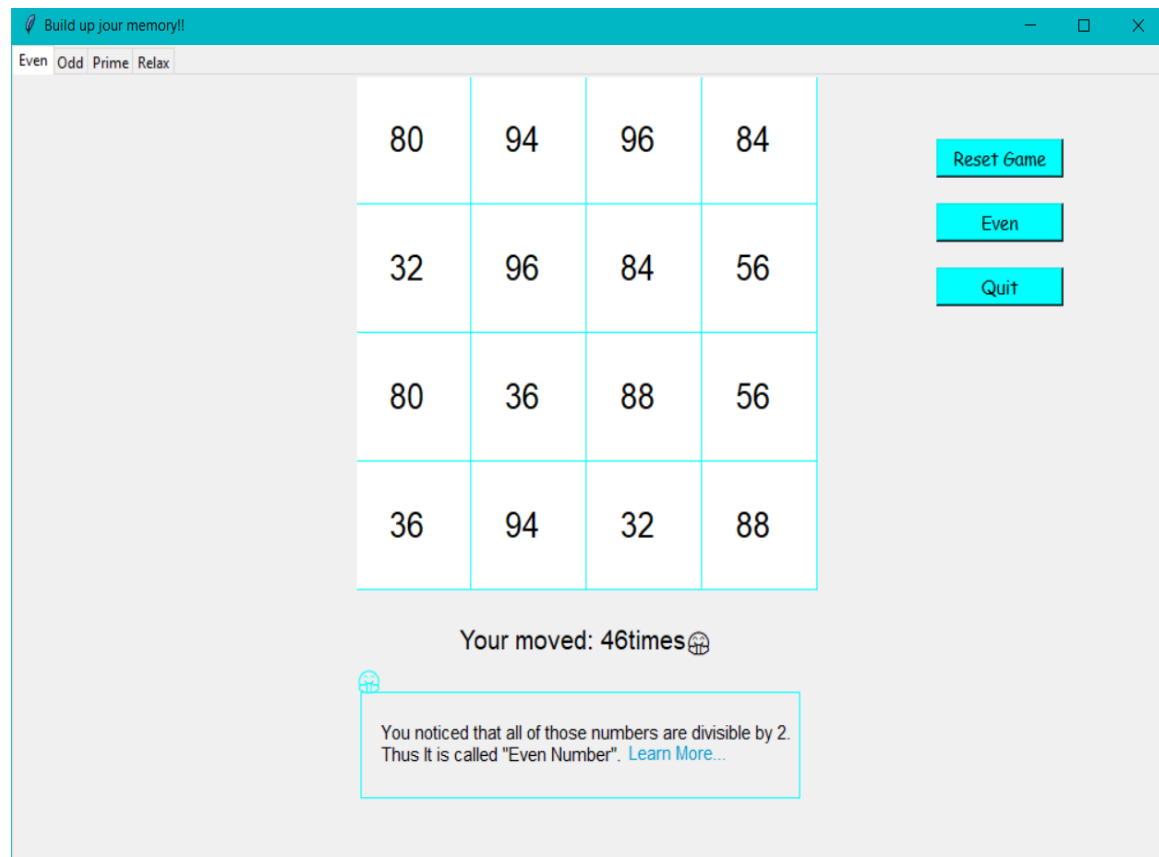 Build up jour memory!!
Even Odd Prime Relax
80 94 96 84
Reset Game
Even
32 96 84 56
Quit
80 36 88 56
36 94 32 88
Your moved: 46times🤭
You noticed that all of those numbers are divisible by 2.
Thus It is called "Even Number". Learn More...